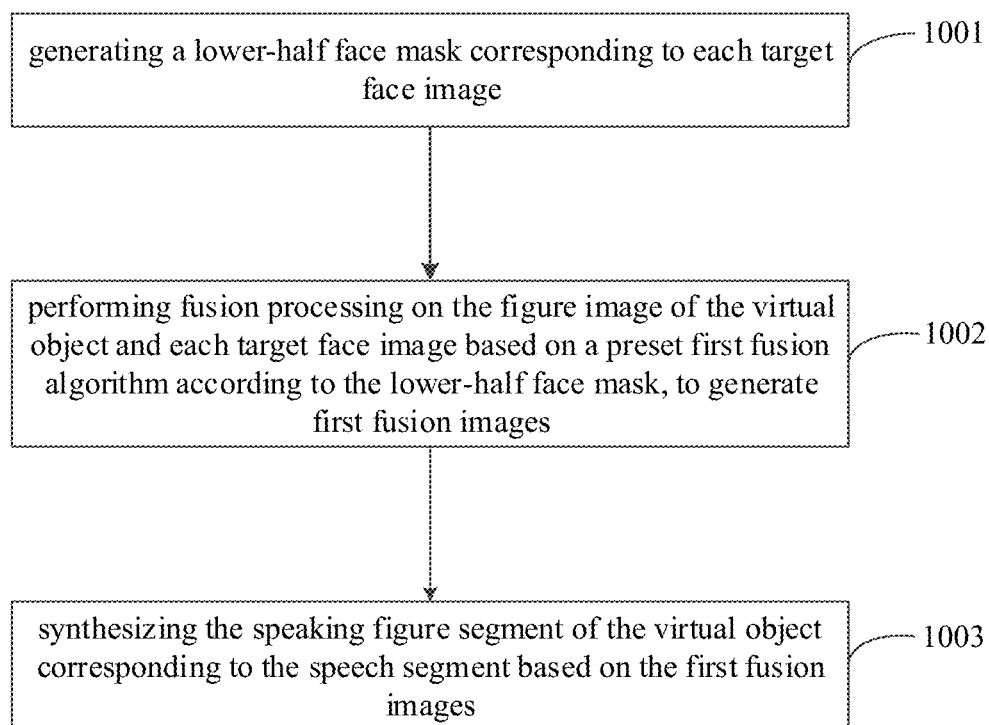 generating a lower-half face mask corresponding to each target
face image
1001
performing fusion processing on the figure image of the virtual
object and each target face image based on a preset first fusion
algorithm according to the lower-half face mask, to generate
first fusion images
1002
synthesizing the speaking figure segment of the virtual object
corresponding to the speech segment based on the first fusion
images
1003